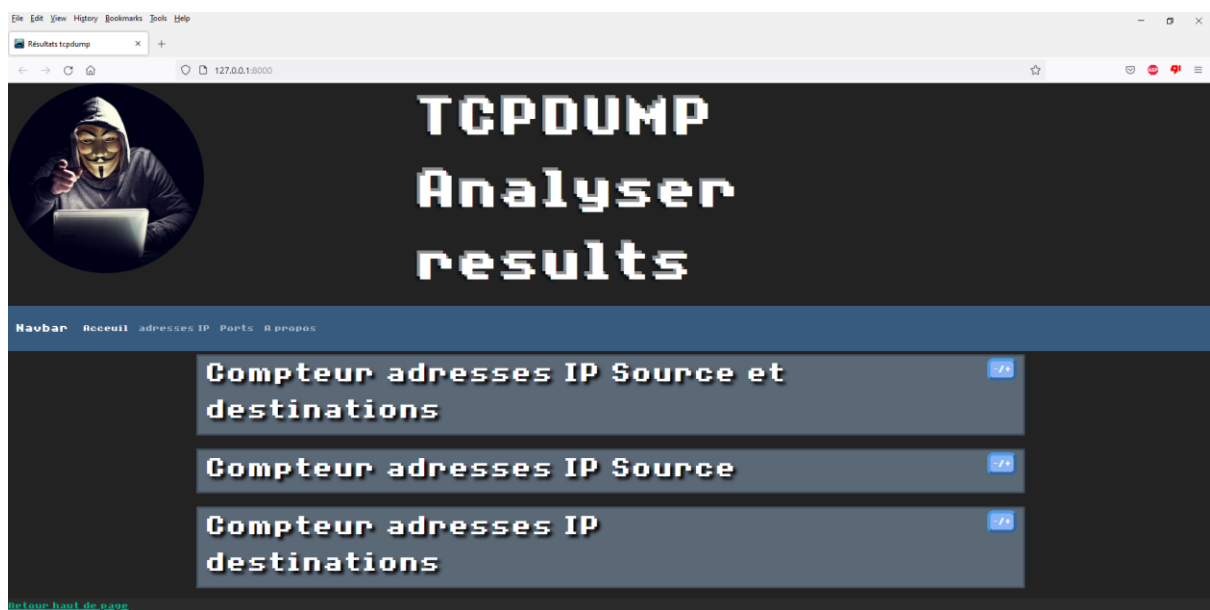 File Edit View History Bookmarks Tools Help
Résultats tcpdump
127.0.0.1:8000
TCPDUMP
Analyser
results
Navbar Acceuil adresses IP Ports A propos
Compteur adresses IP Source et
destinations
-/+
Compteur adresses IP Source
-/+
Compteur adresses IP
destinations
-/+
Retour haut de page